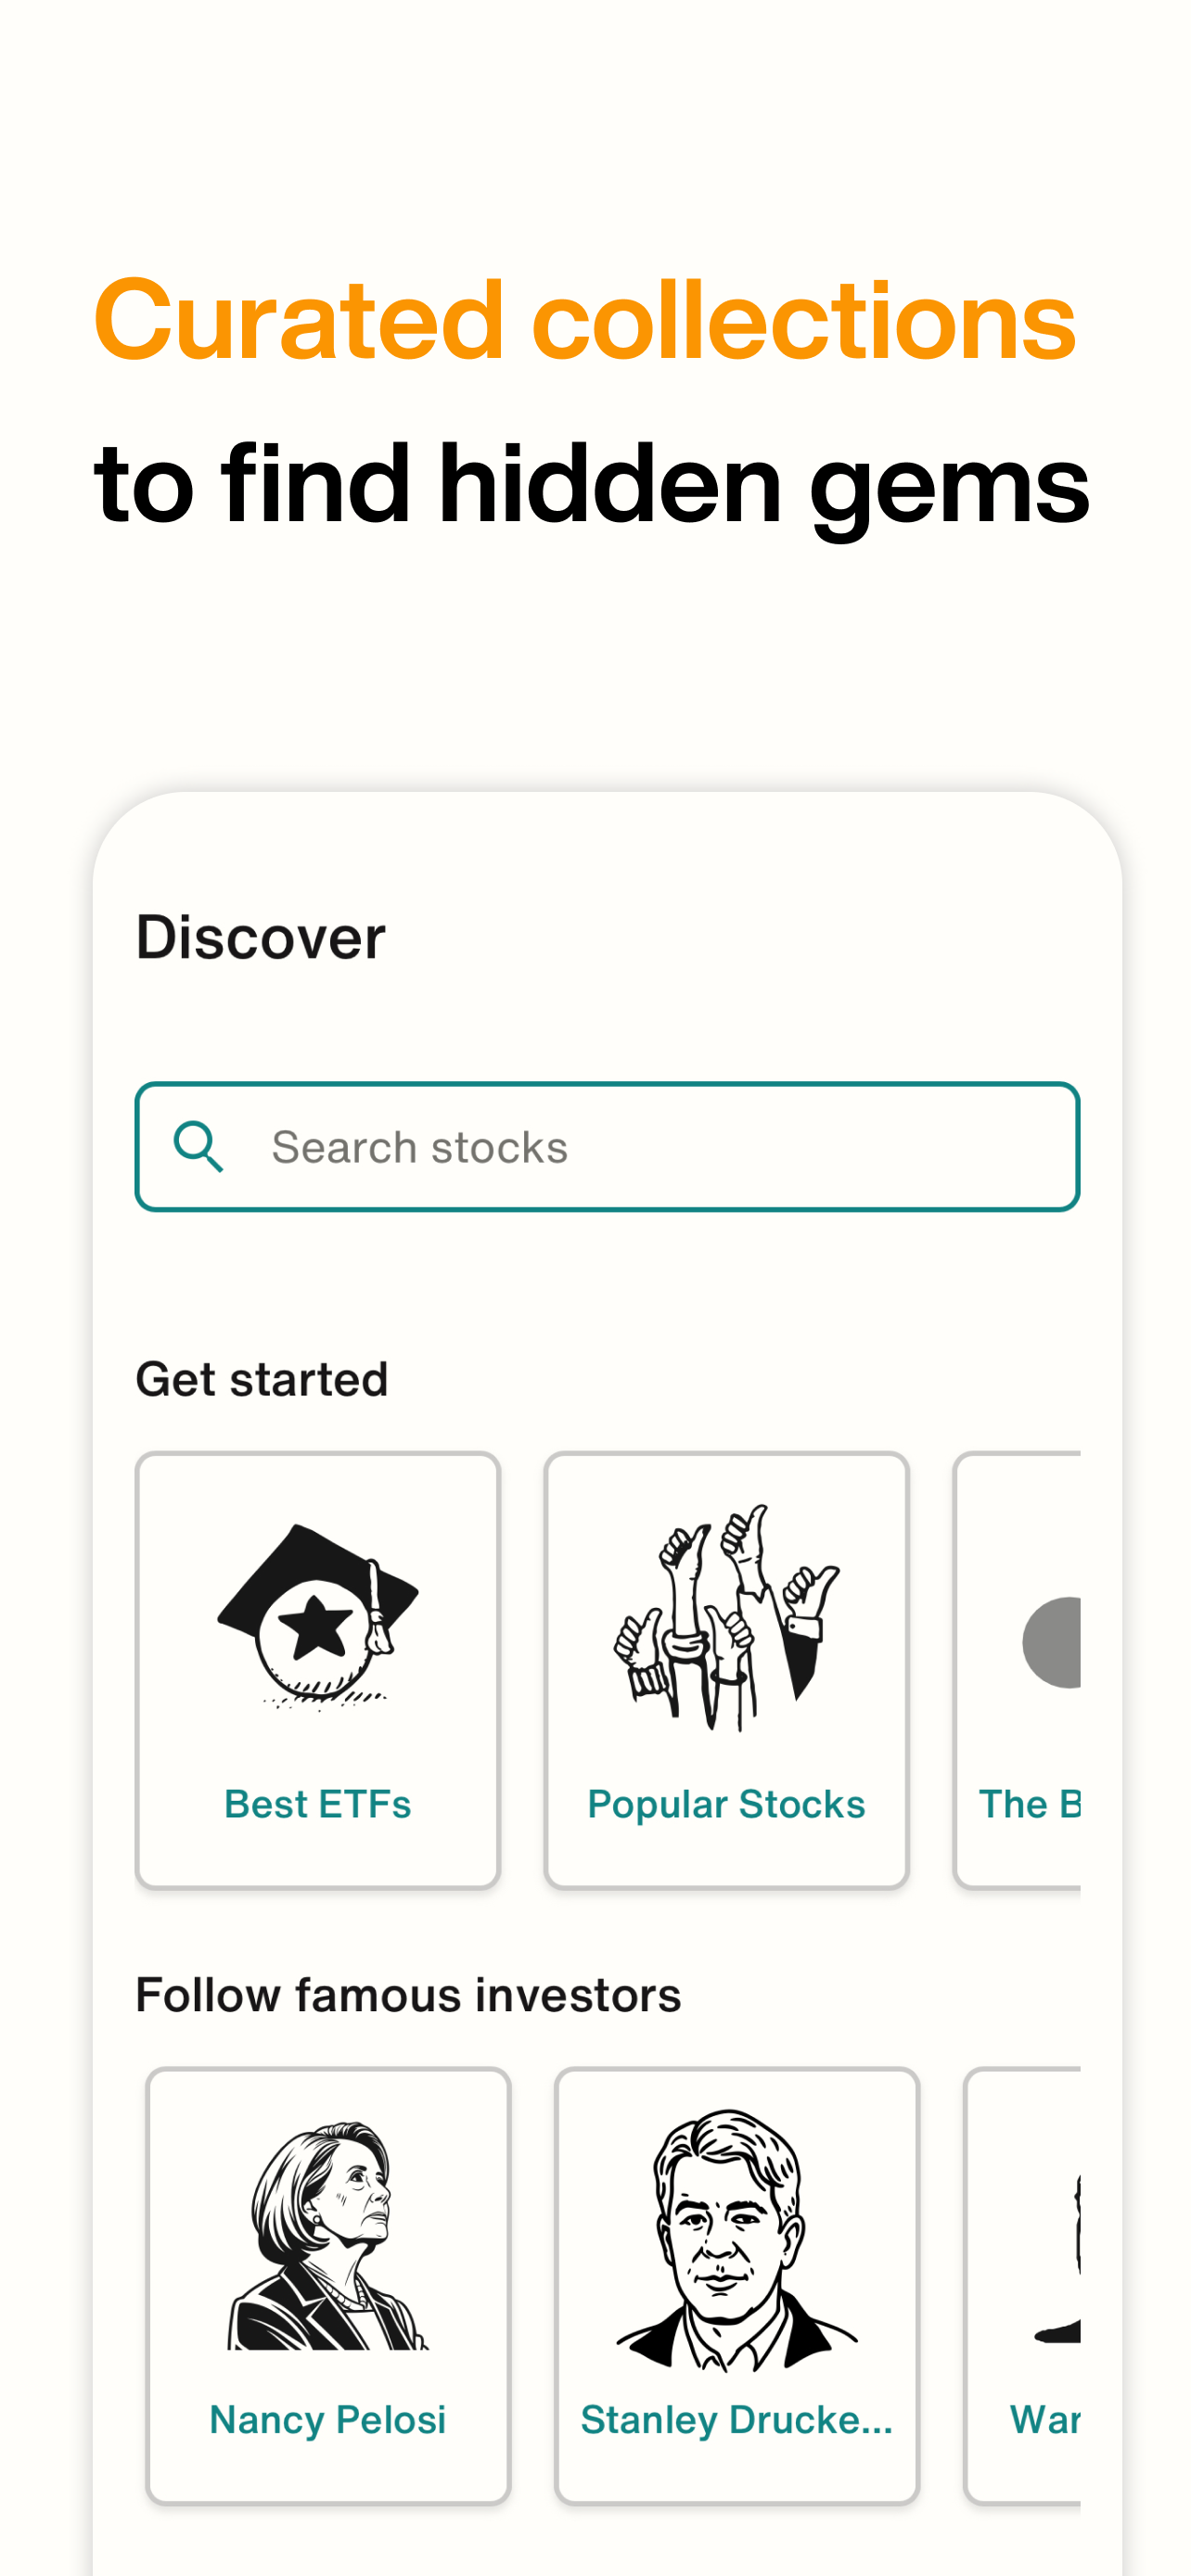 Curated collections
to find hidden gems
Discover
Search stocks
Get started
Best ETFs
Popular Stocks
The B
Follow famous investors
Nancy Pelosi
Stanley Drucke...
War